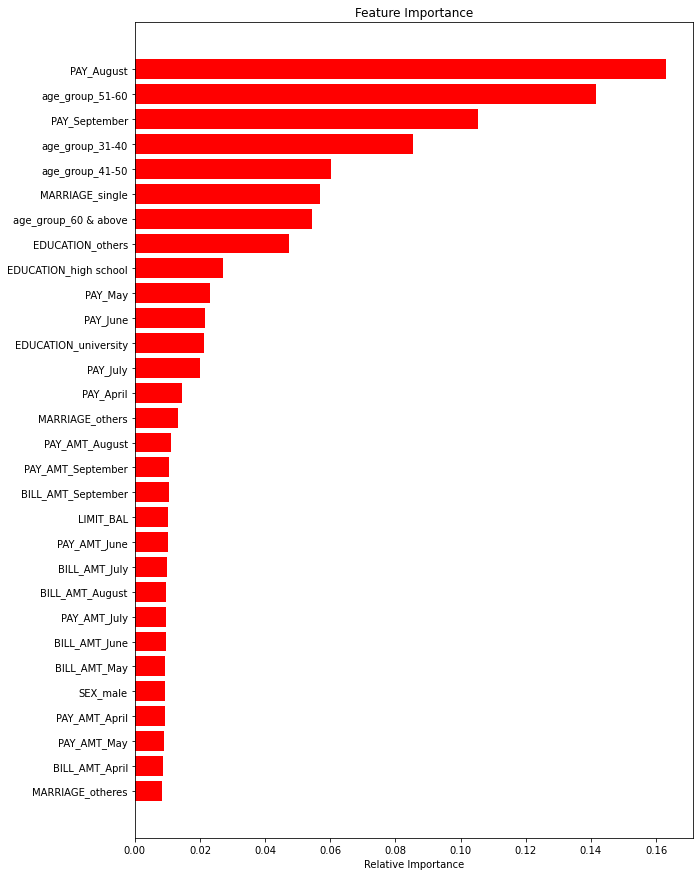 Feature Importance
PAY_August
age_group_51-60
PAY_September
age_group_31-40
age_group_41-50
MARRIAGE_single
age_group_60 & above
EDUCATION_others
EDUCATION_high school
PAY_May
PAY_June
EDUCATION_university
PAY_July
PAY_April
MARRIAGE_others
PAY_AMT_August
PAY_AMT_September
BILL_AMT_September
LIMIT_BAL
PAY_AMT_June
BILL_AMT_July
BILL_AMT_August
PAY_AMT_July
BILL_AMT_June
BILL_AMT_May
SEX_male
PAY_AMT_April
PAY_AMT_May
BILL_AMT_April
MARRIAGE_otheres
0.00 0.02 0.04 0.06 0.08 0.10 0.12 0.14 0.16
Relative Importance